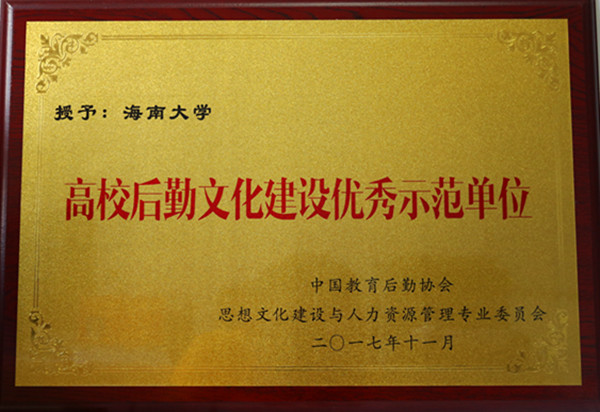 授予：海南大学
高校后勤文化建设优秀示范单位
中国教育后勤协会
思想文化建设与人力资源管理专业委员会
二〇一七年十一月